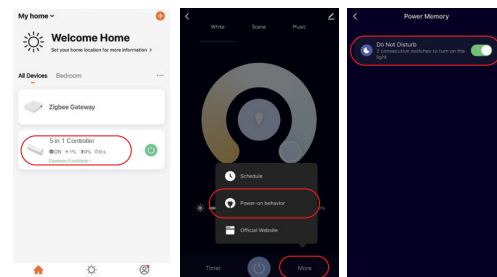 My home
Welcome Home
Set your home location for more information >
All Devices Bedroom ...
Zigbee Gateway
5 in 1 Controller
Common Functions
White Scene Music
Schedule
Power-on behavior
Official Website
Timer More
Power Memory
Do Not Disturb
2 consecutive switches to turn on the
light